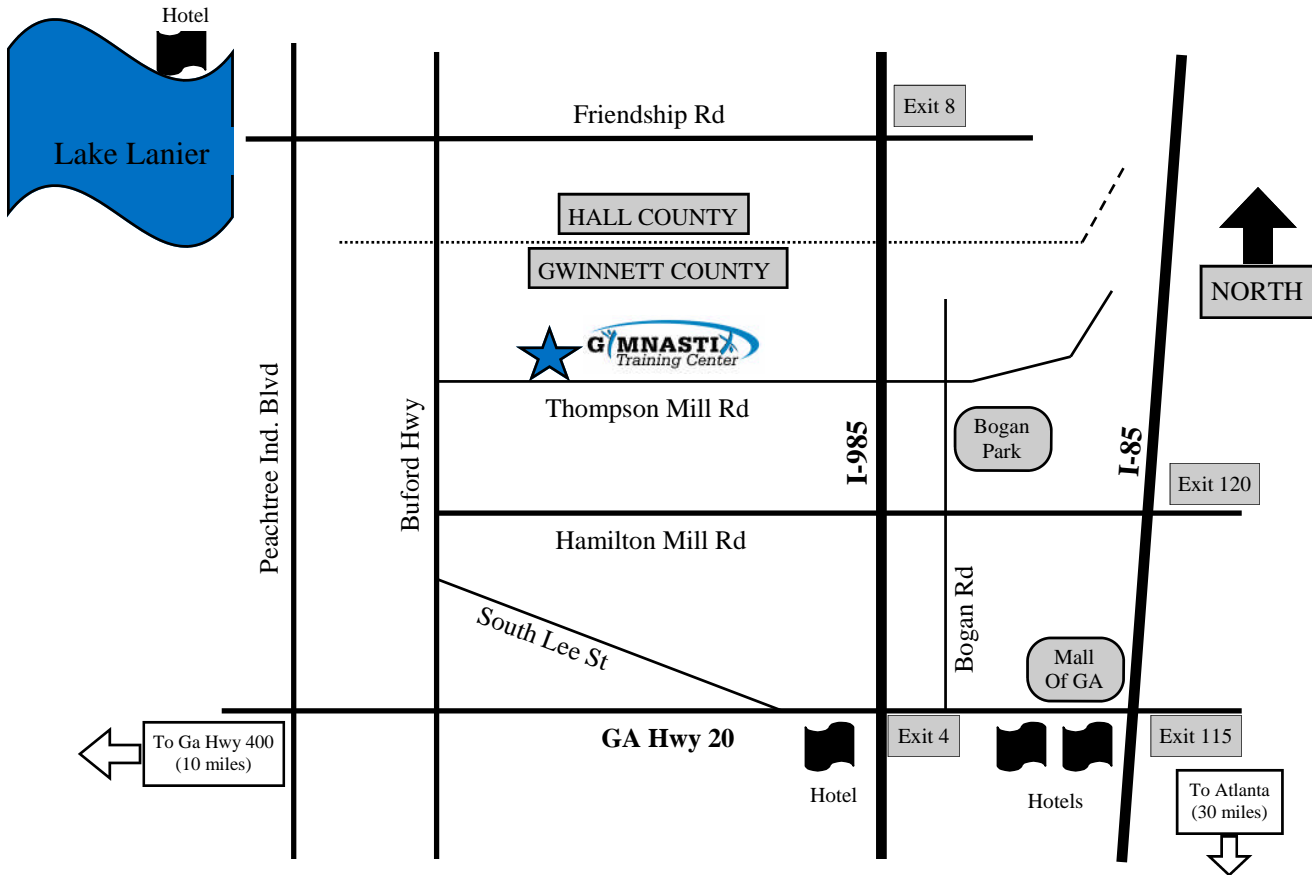 Hotel
Exit 8
Friendship Rd
Lake Lanier
HALL COUNTY
GWINNETT COUNTY
NORTH
GYMNASTIX
Training Center
Thompson Mill Rd
Peachtree Ind. Blvd
Buford Hwy
I-985
Bogan
Park
I-85
Exit 120
Hamilton Mill Rd
South Lee St
Bogan Rd
Mall
Of GA
To Ga Hwy 400
(10 miles)
GA Hwy 20
Exit 4
Exit 115
Hotel
Hotels
To Atlanta
(30 miles)